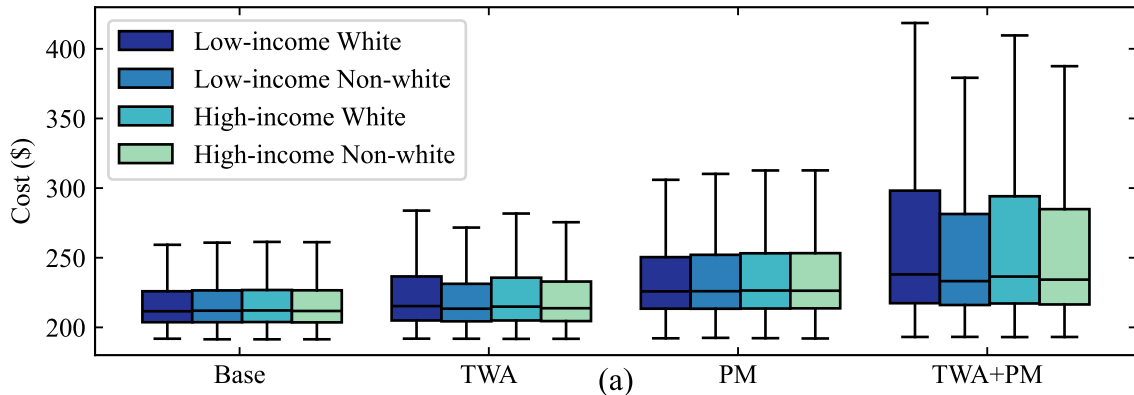 Low-income White
Low-income Non-white
High-income White
High-income Non-white
Cost ($)
400
350
300
250
200
Base
TWA
PM
TWA+PM
(a)